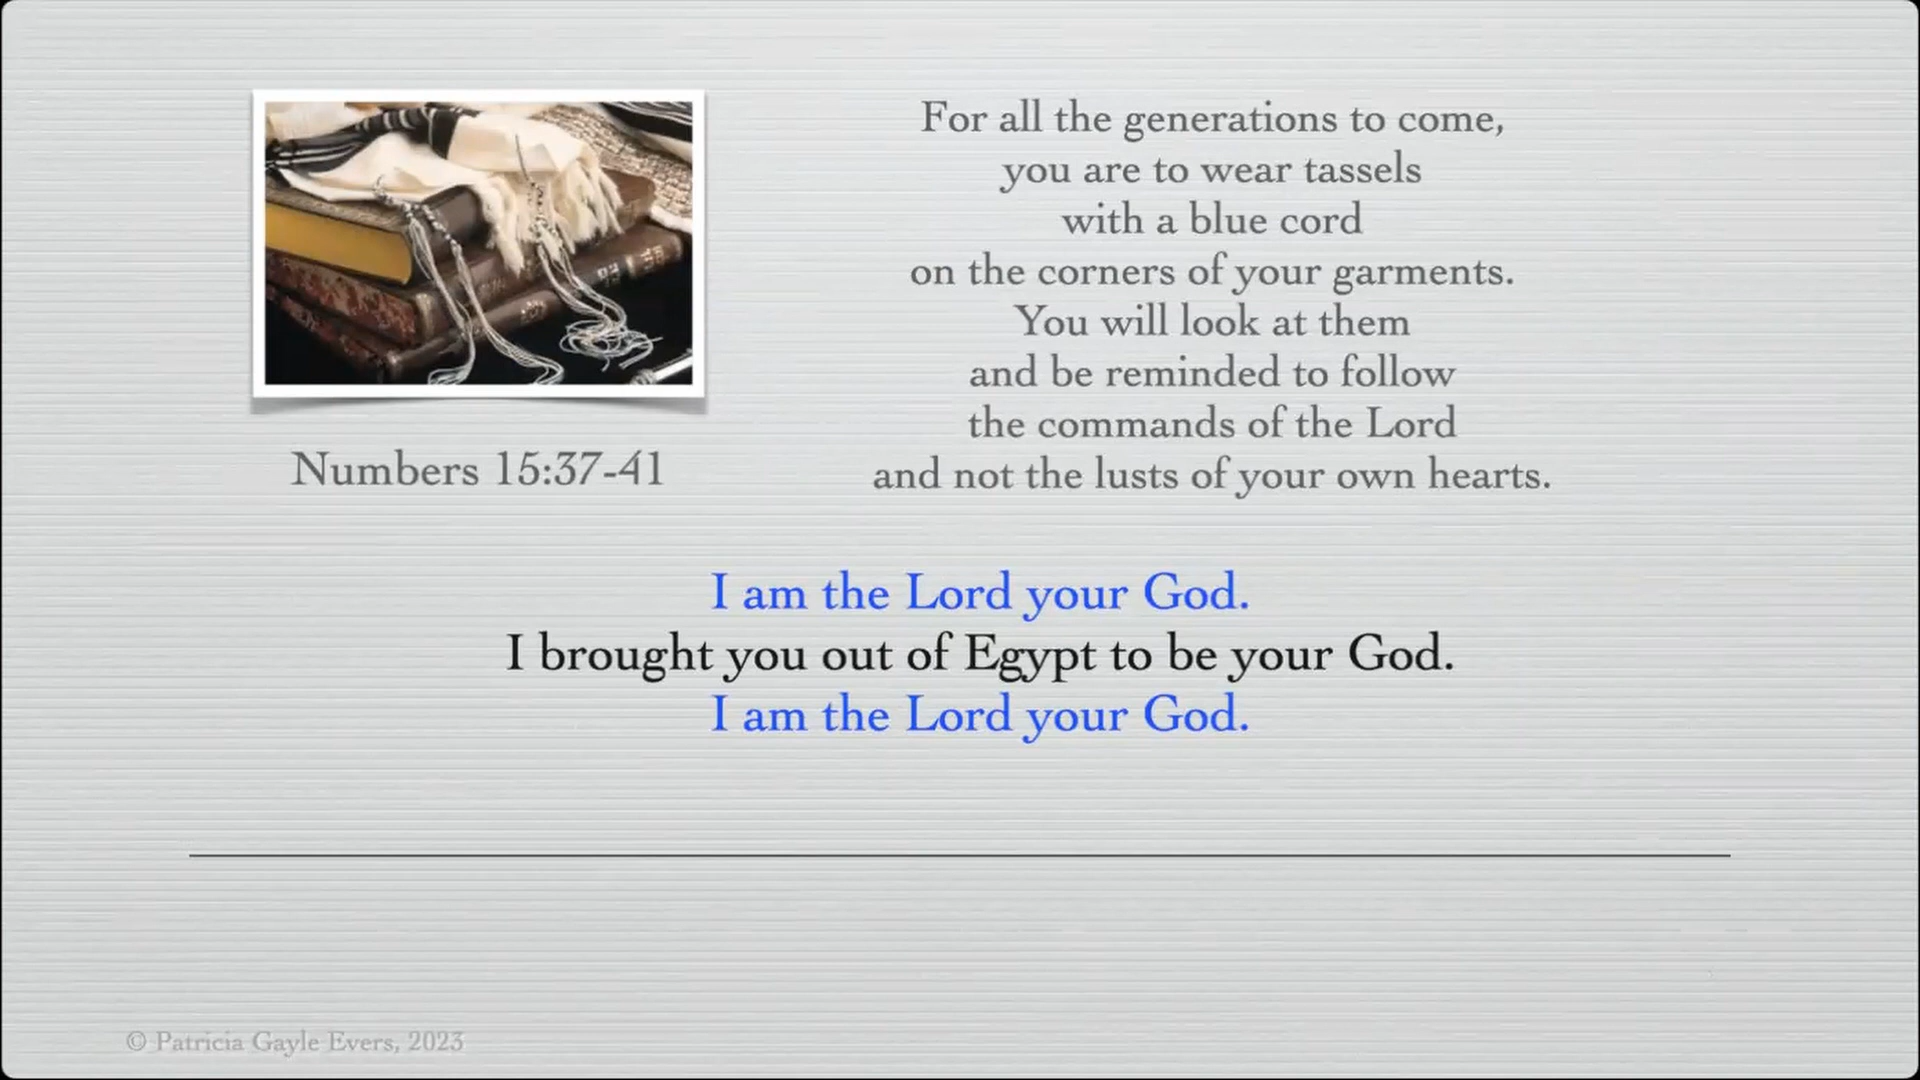 For all the generations to come,
you are to wear tassels
with a blue cord
on the corners of your garments.
You will look at them
and be reminded to follow
the commands of the Lord
and not the lusts of your own hearts.
Numbers 15:37-41
I am the Lord your God.
I brought you out of Egypt to be your God.
I am the Lord your God.
© Patricia Gayle Evers, 2023